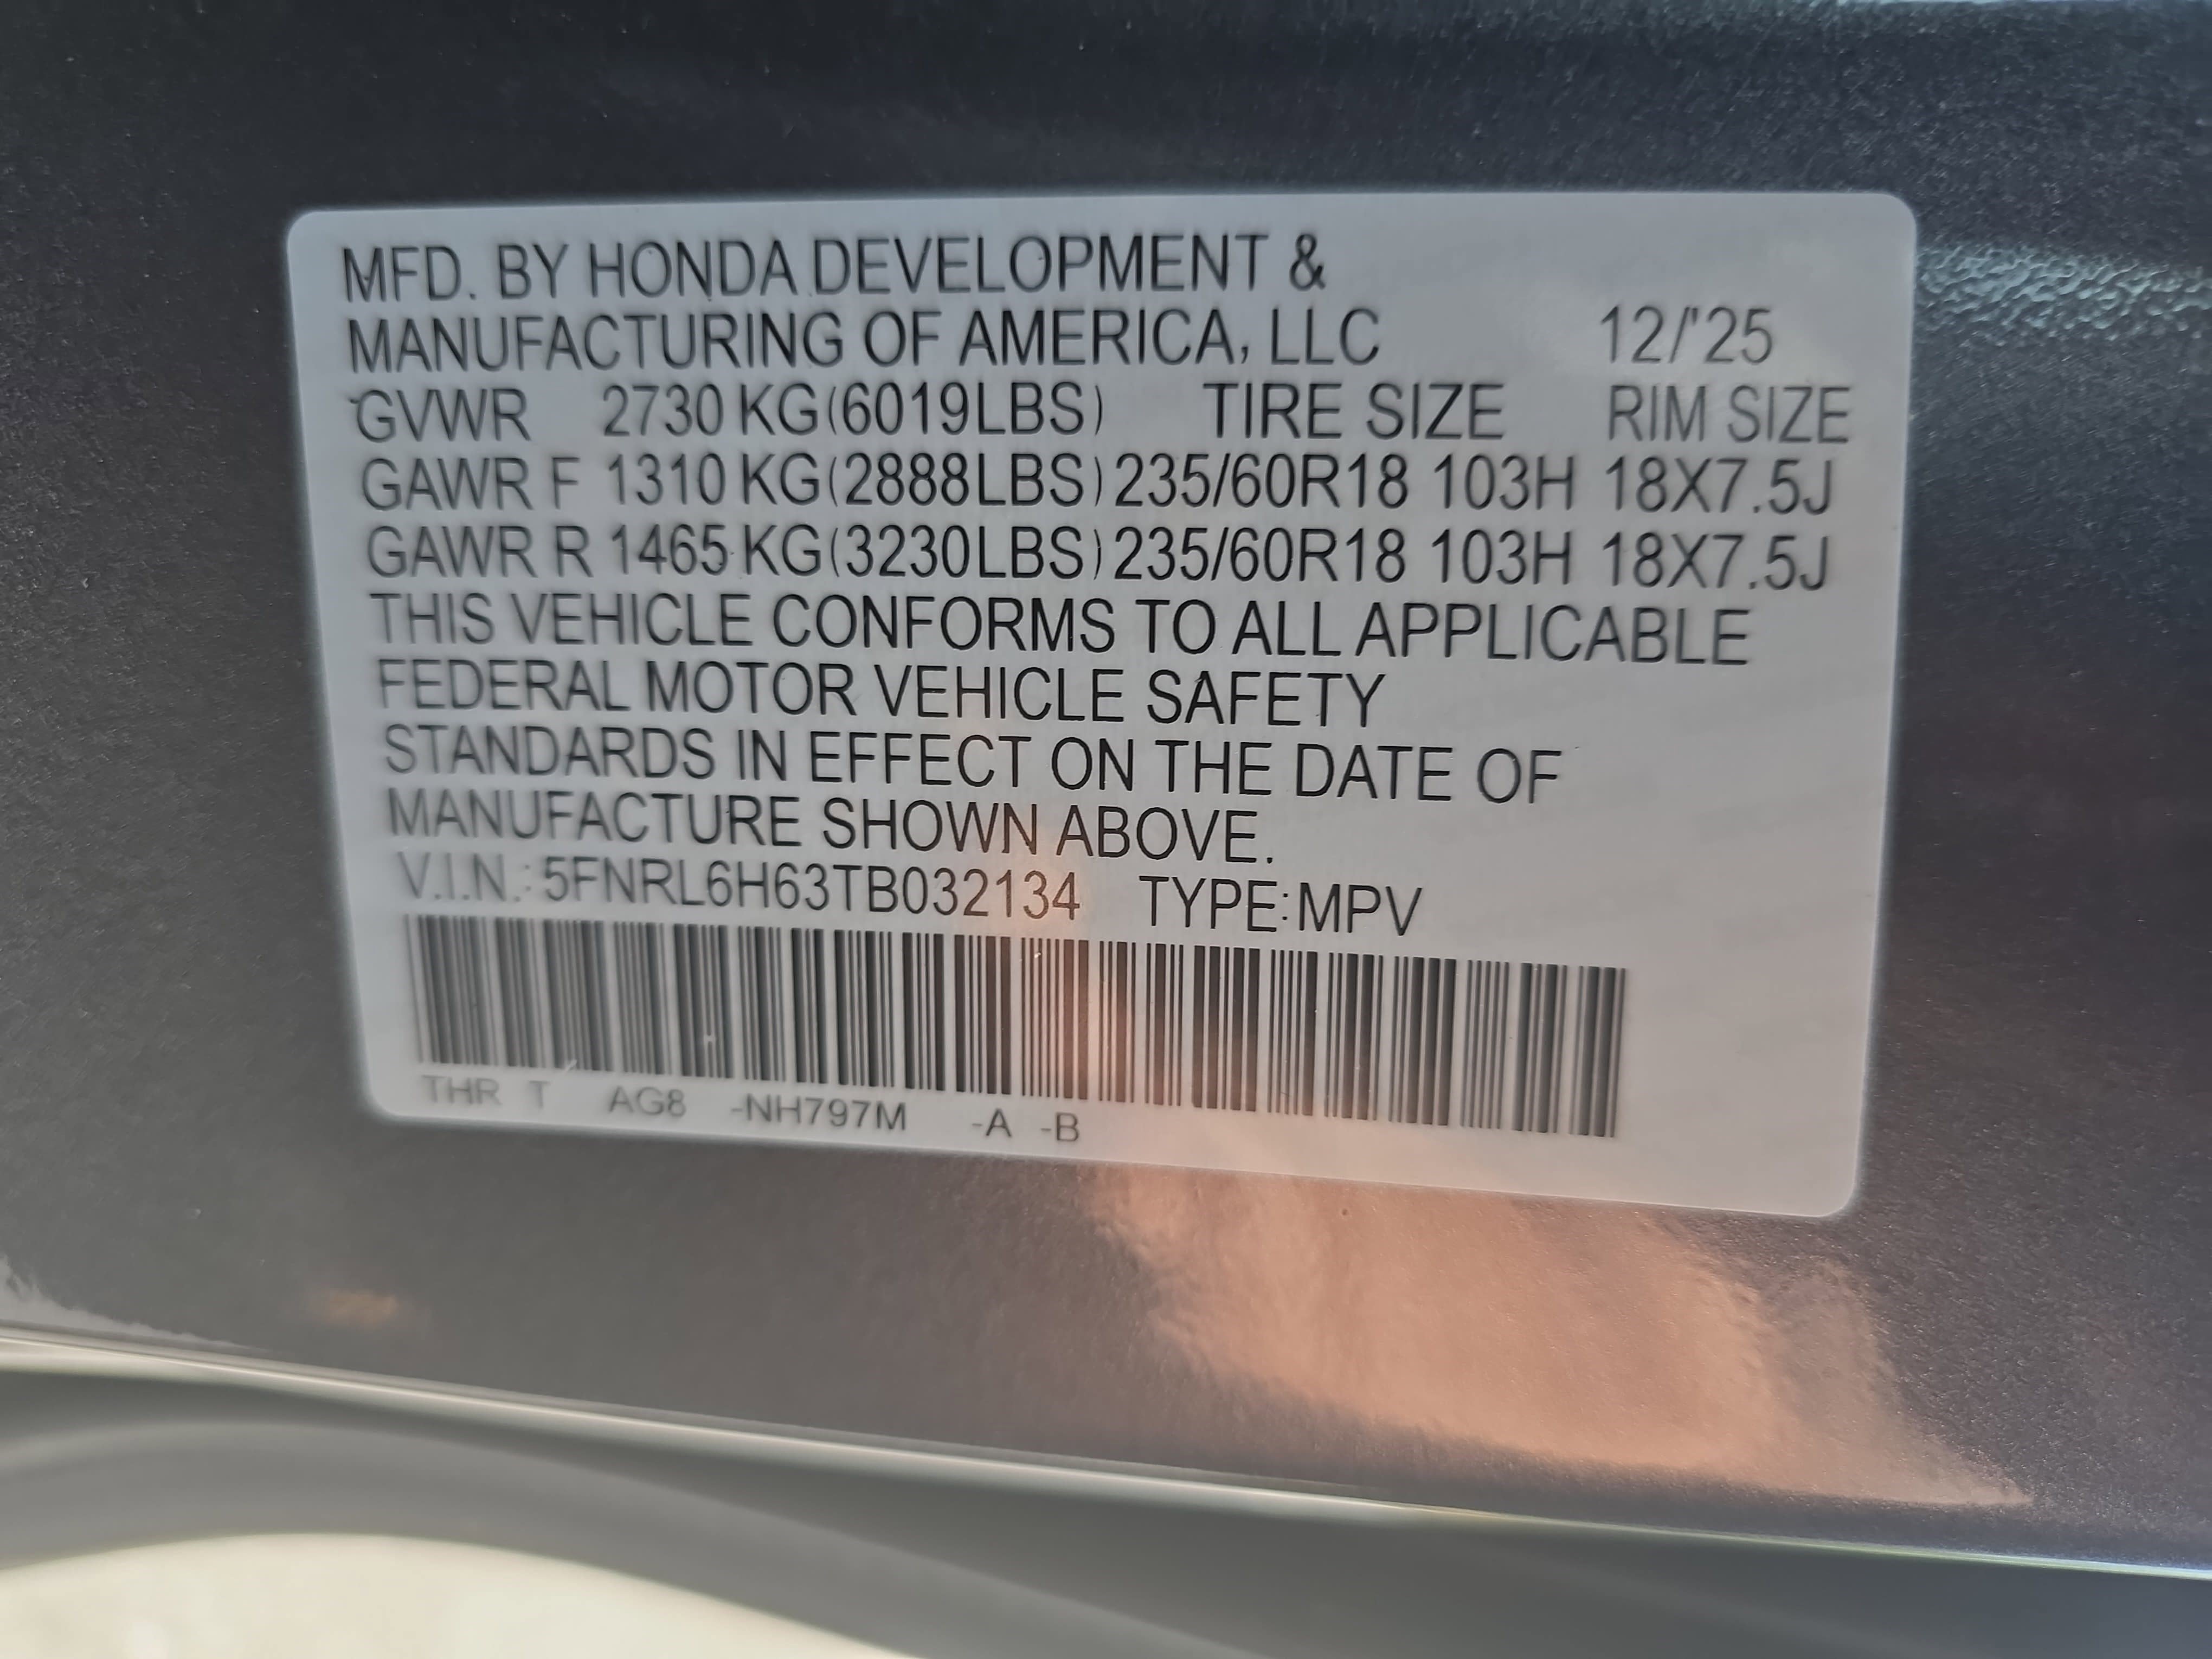 MFD. BY HONDA DEVELOPMENT &
MANUFACTURING OF AMERICA, LLC 12/'25
GVWR 2730 KG(6019LBS) TIRE SIZE RIM SIZE
GAWR F 1310 KG(2888LBS) 235/60R18 103H 18X7.5J
GAWR R 1465 KG(3230LBS) 235/60R18 103H 18X7.5J
THIS VEHICLE CONFORMS TO ALL APPLICABLE
FEDERAL MOTOR VEHICLE SAFETY
STANDARDS IN EFFECT ON THE DATE OF
MANUFACTURE SHOWN ABOVE.
V.I.N.: 5FNRL6H63TB032134 TYPE:MPV
THR T AG8 -NH797M -A -B